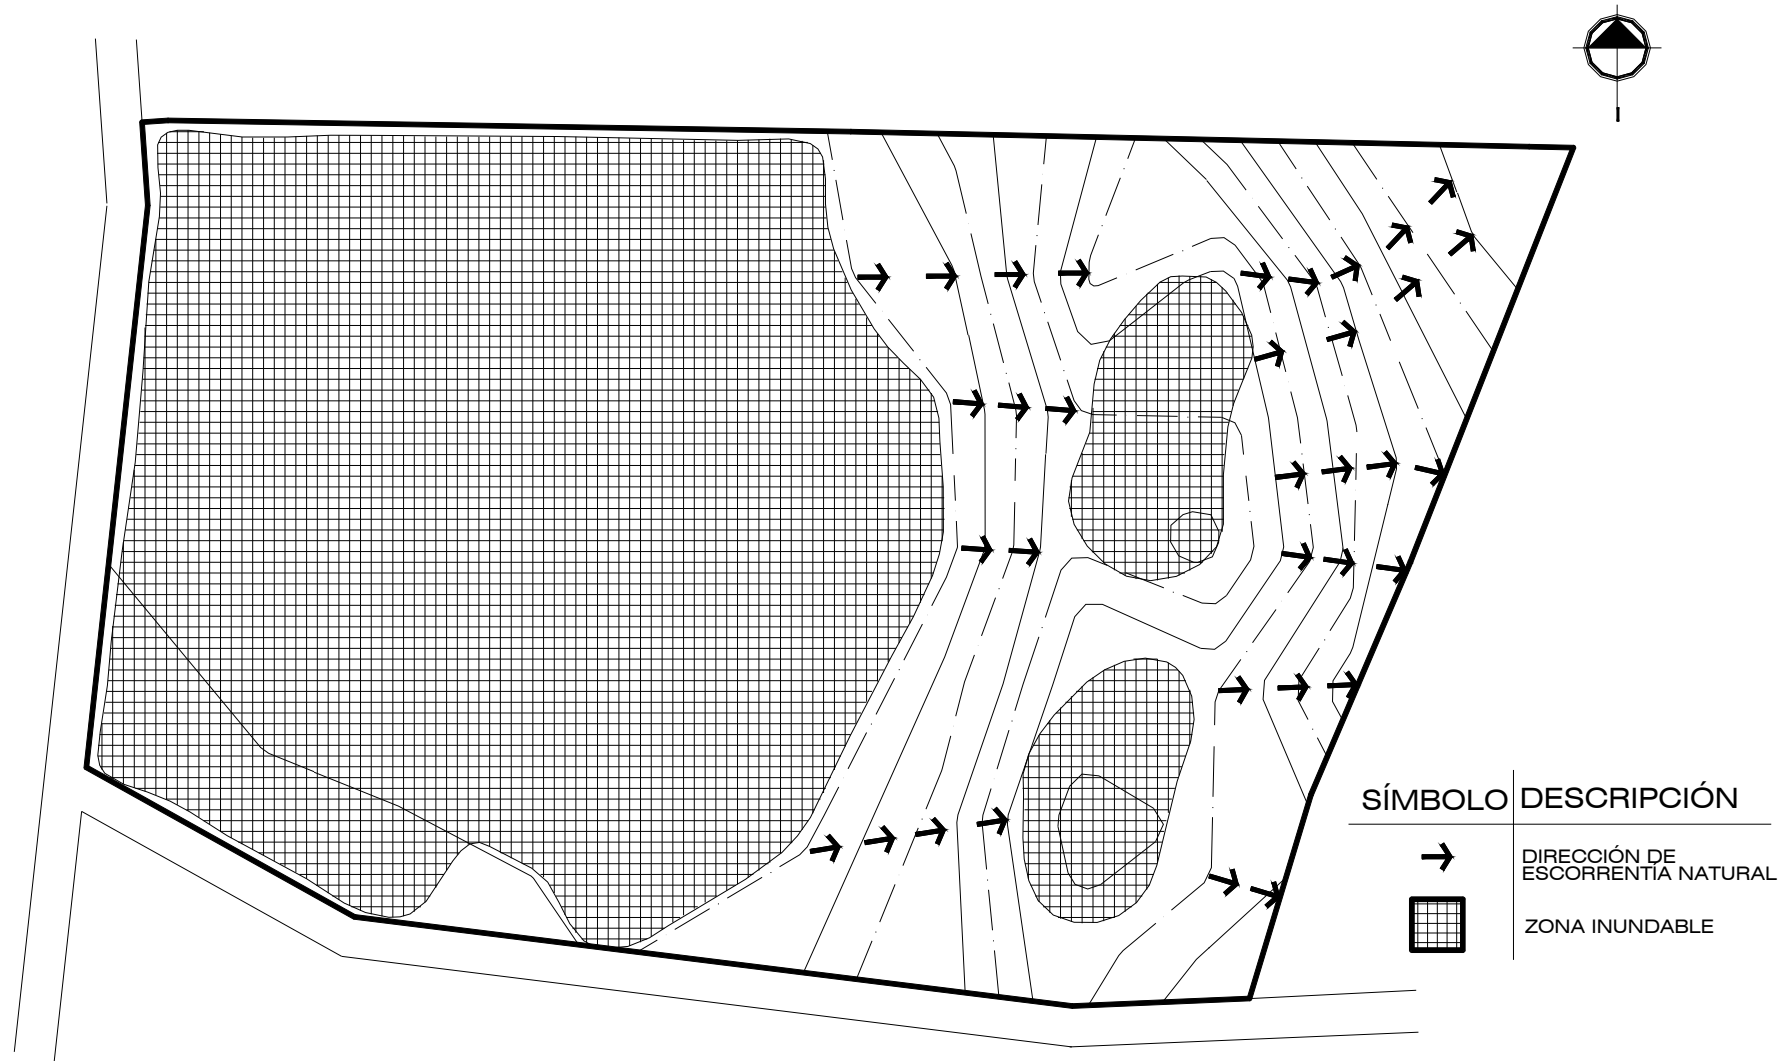 SÍMBOLO DESCRIPCIÓN
DIRECCIÓN DE
ESCORRENTÍA NATURAL
ZONA INUNDABLE